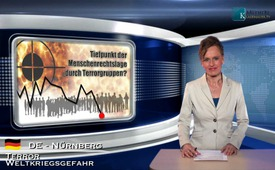 Tiefpunkt der
Menschenrechtslage
durch Terrorgruppen?
DE - Nürnberg
Terror
Weltkriegsgefahr